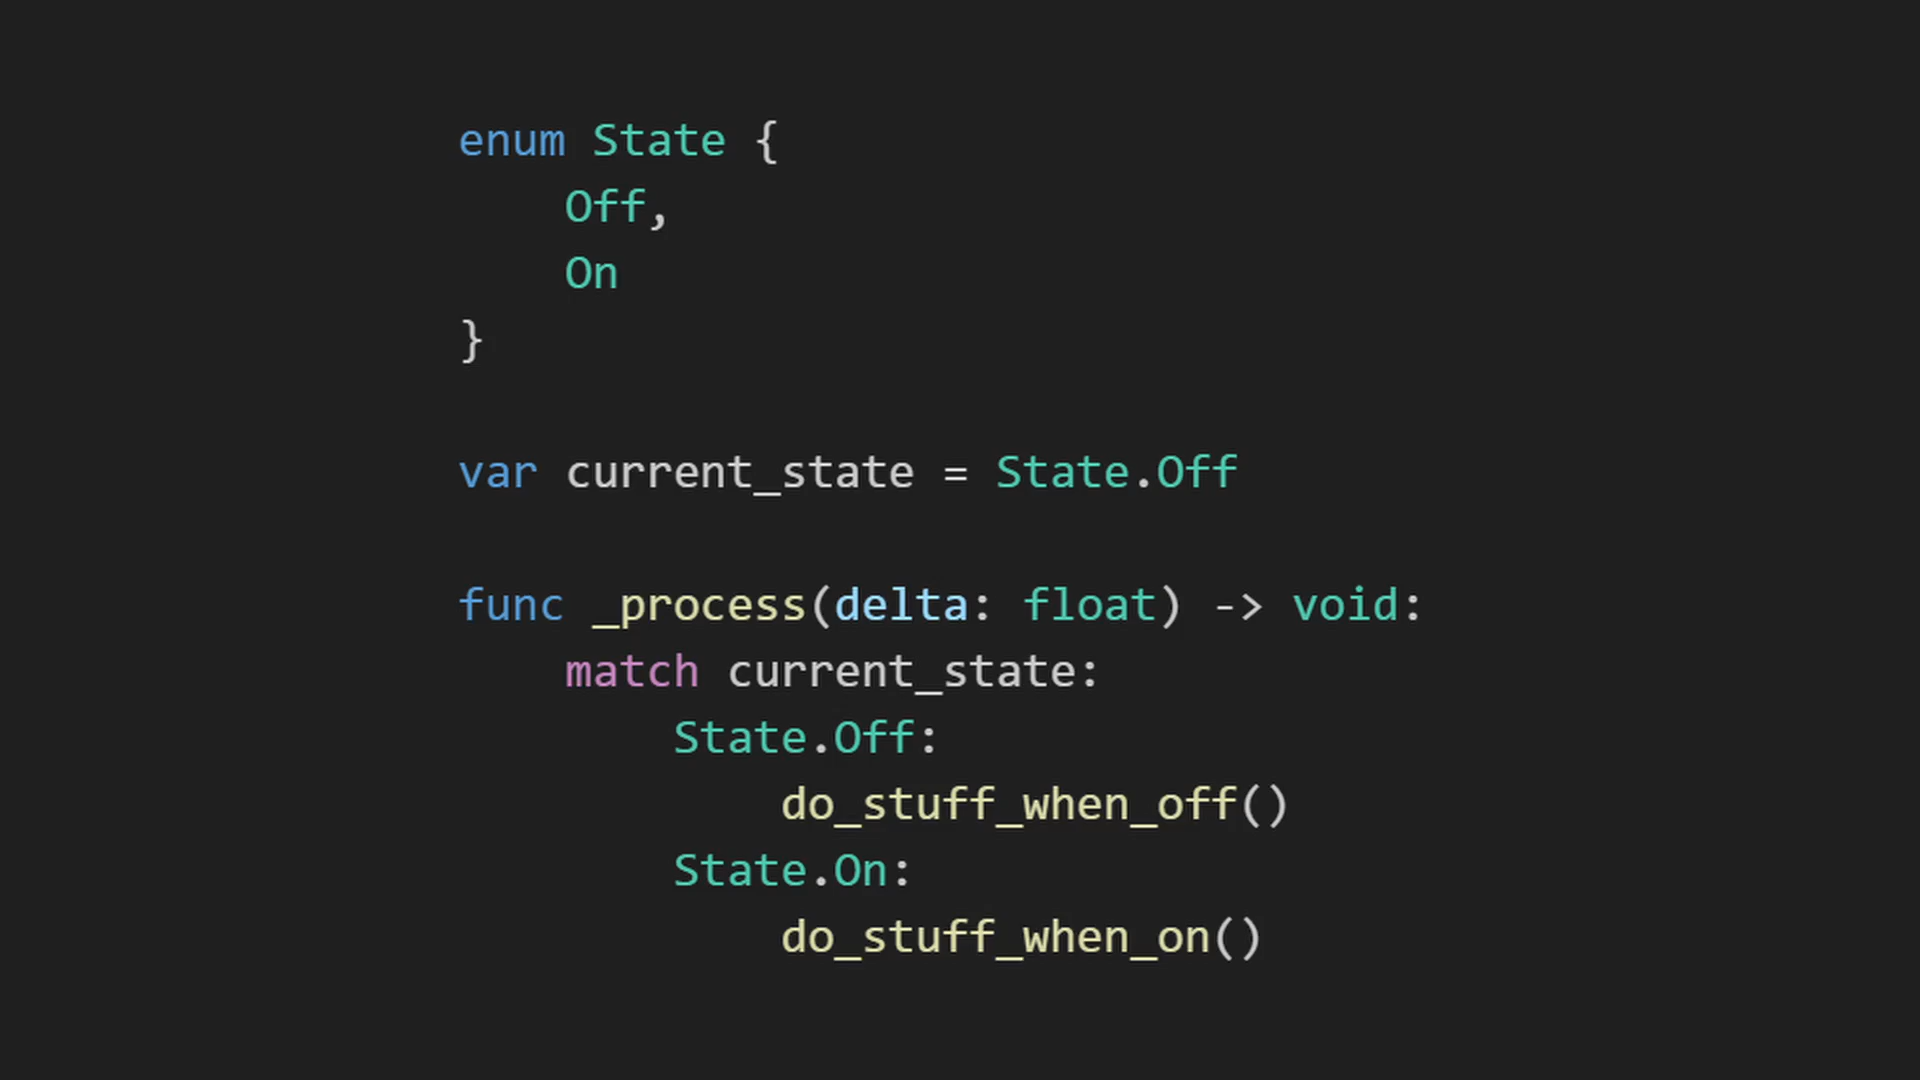 enum State {
    Off,
    On
}

var current_state = State.Off

func _process(delta: float) -> void:
    match current_state:
        State.Off:
            do_stuff_when_off()
        State.On:
            do_stuff_when_on()